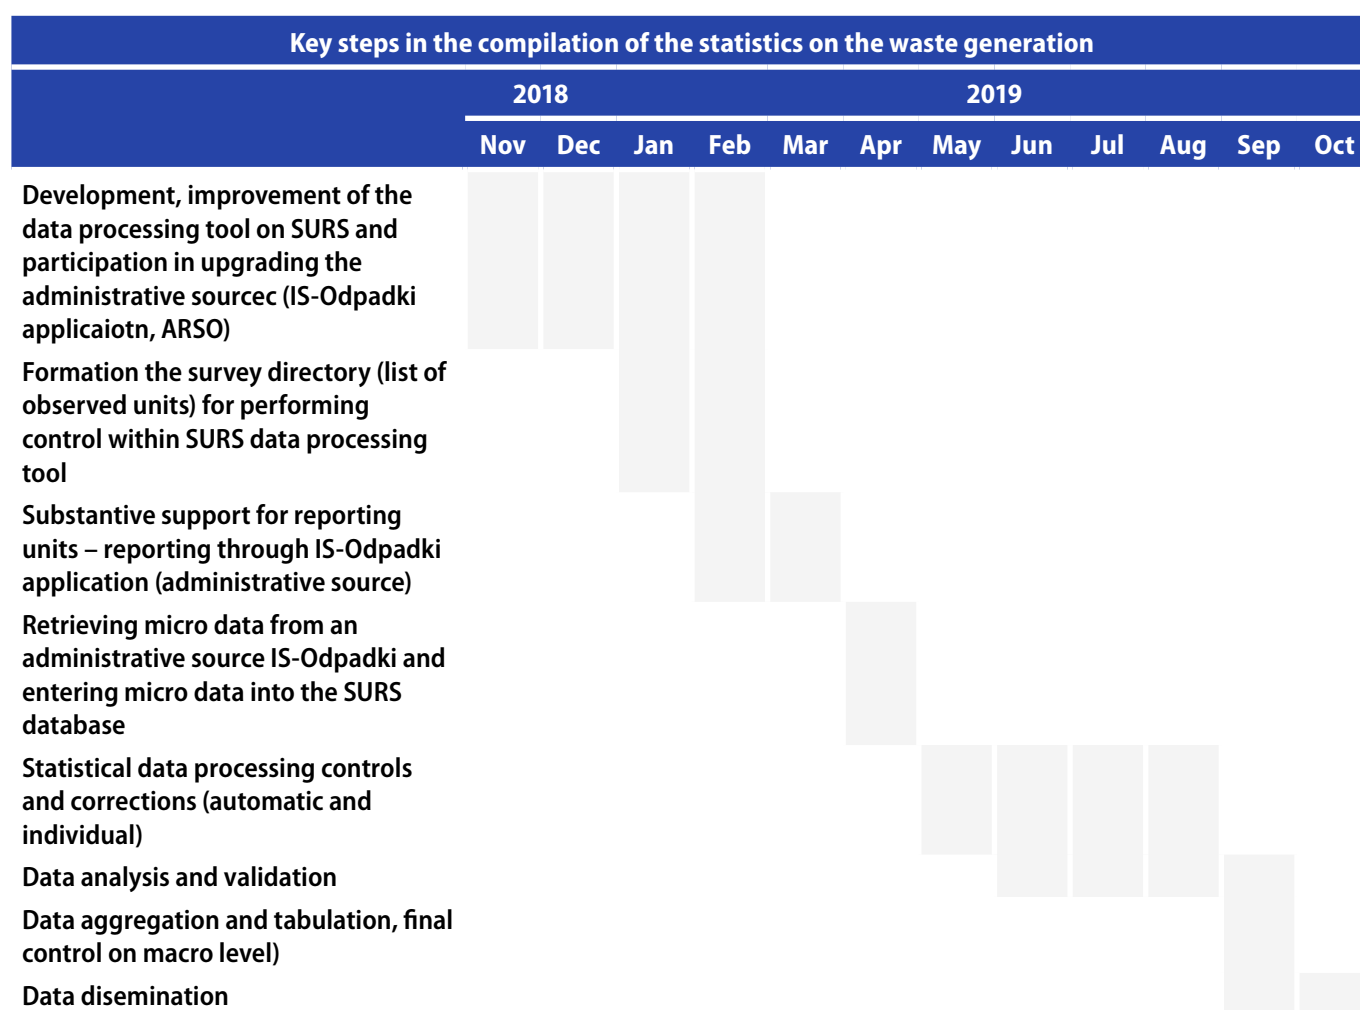 Key steps in the compilation of the statistics on the waste generation
2018 2019
Nov Dec Jan Feb Mar Apr May Jun Jul Aug Sep Oct
Development, improvement of the
data processing tool on SURS and
participation in upgrading the
administrative sourcec (IS-Odpadki
applicaiotn, ARSO)
Formation the survey directory (list of
observed units) for performing
control within SURS data processing
tool
Substantive support for reporting
units – reporting through IS-Odpadki
application (administrative source)
Retrieving micro data from an
administrative source IS-Odpadki and
entering micro data into the SURS
database
Statistical data processing controls
and corrections (automatic and
individual)
Data analysis and validation
Data aggregation and tabulation, final
control on macro level)
Data disemination